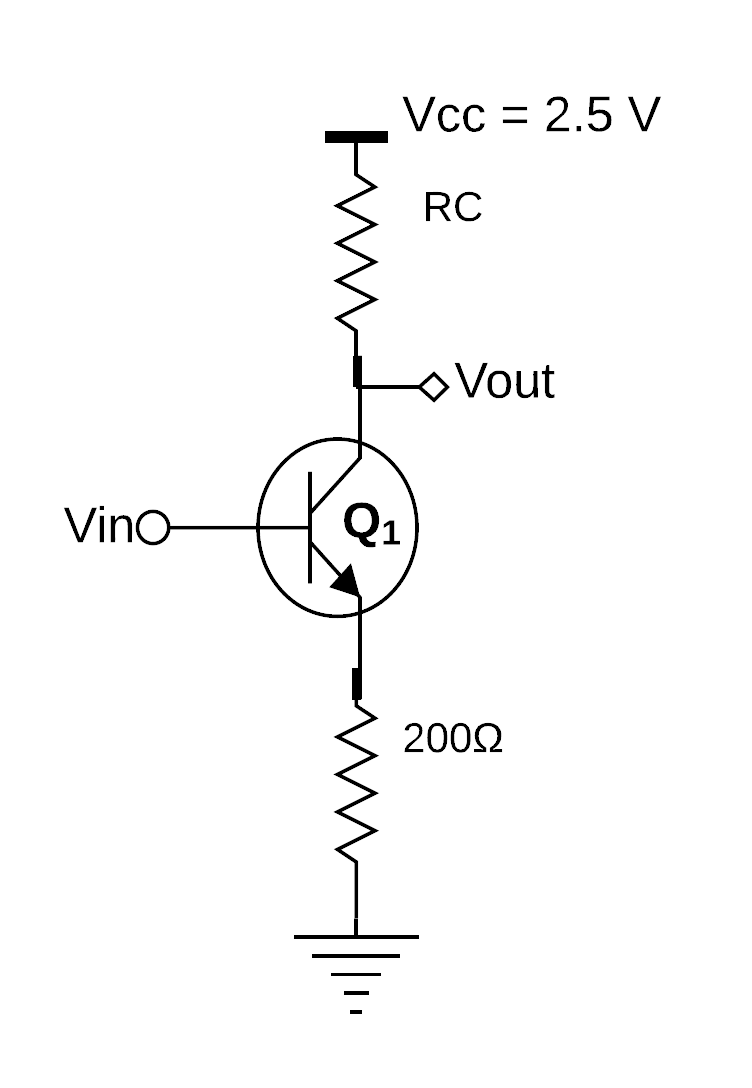 Vcc = 2.5 V
RC
Vout
Vin
Q₁
200Ω